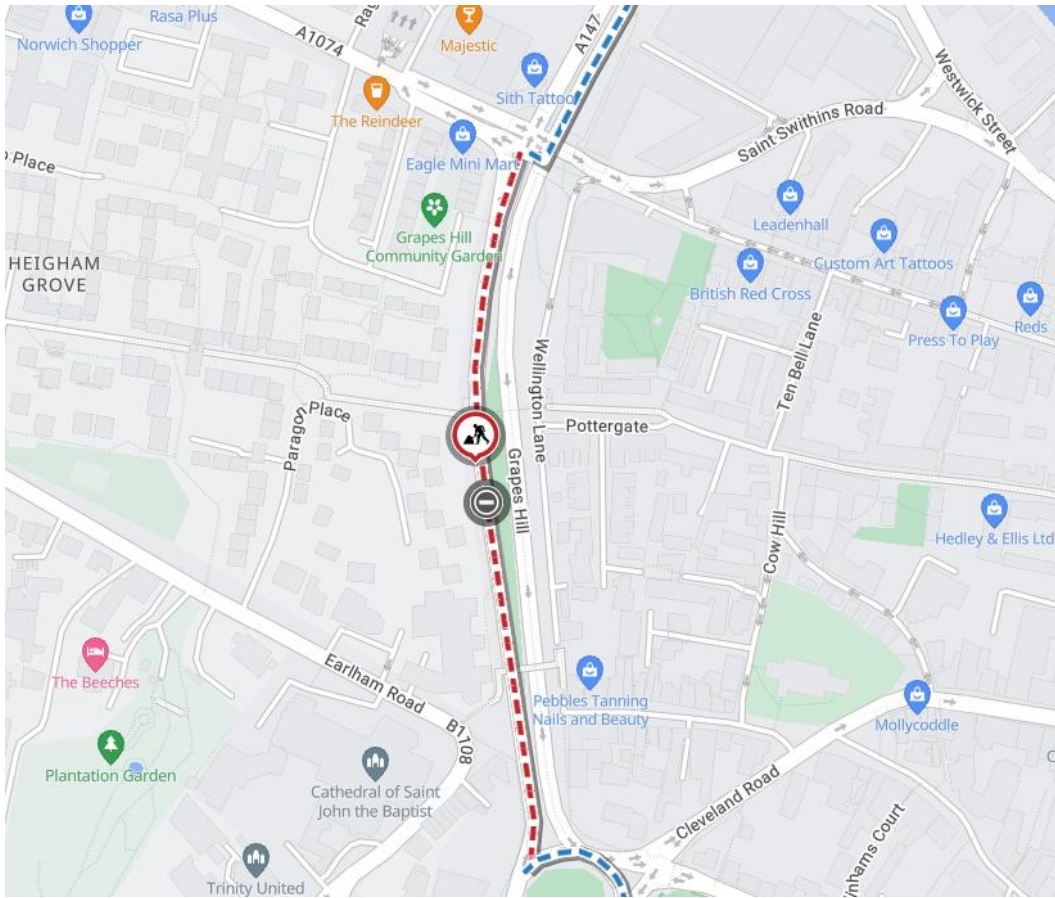 Rasa Plus
Norwich Shopper
A1074
Rag
Majestic
A147
Sith Tattoo
The Reindeer
Eagle Mini Mart
Westwick Street
Saint Swithins Road
Place
Grapes Hill
Community Garden
HEIGHAM
GROVE
Leadenhall
Custom Art Tattoos
British Red Cross
Press To Play
Reds
Wellington Lane
Ten Bell Lane
Paragon Place
Pottergate
Grapes Hill
Cow Hill
Hedley & Ellis Ltd
The Beeches
Earlham Road
B1108
Pebbles Tanning
Nails and Beauty
Mollycoddle
Plantation Garden
Cathedral of Saint
John the Baptist
Cleveland Road
Trinity United
nhams Court